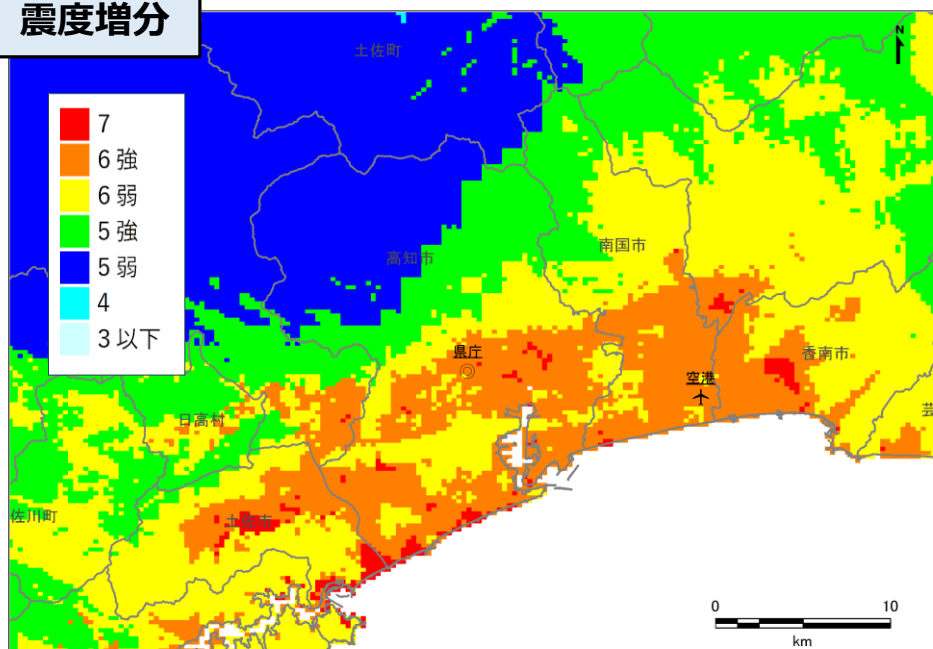 震度増分
N
土佐町
7
6強
6弱
5強
5弱
4
3以下
高知市
南国市
県庁
香南市
空港
日高村
芸
佐川町
土佐市
0 10
km